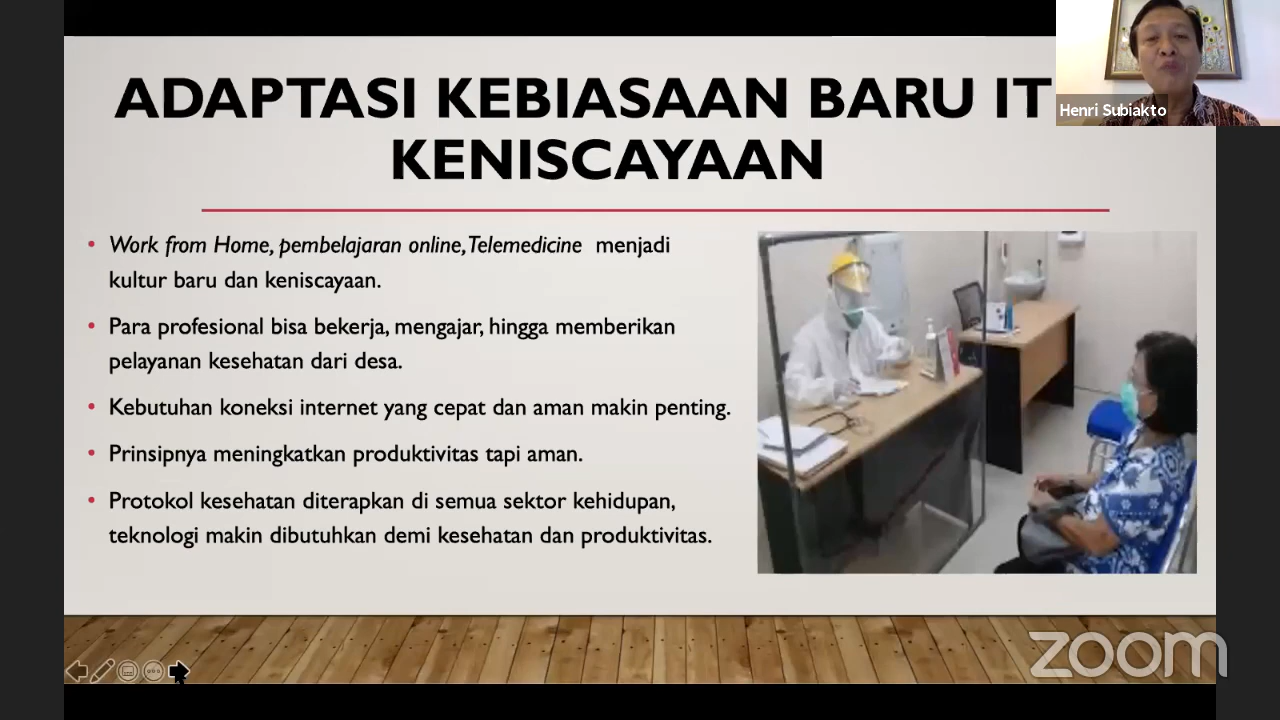 ADAPTASI KEBIASAAN BARU IT
KENISCAYAAN
Henri Subiakto
• Work from Home, pembelajaran online, Telemedicine menjadi
kultur baru dan keniscayaan.
• Para profesional bisa bekerja, mengajar, hingga memberikan
pelayanan kesehatan dari desa.
• Kebutuhan koneksi internet yang cepat dan aman makin penting.
• Prinsipnya meningkatkan produktivitas tapi aman.
• Protokol kesehatan diterapkan di semua sektor kehidupan,
teknologi makin dibutuhkan demi kesehatan dan produktivitas.
zoom